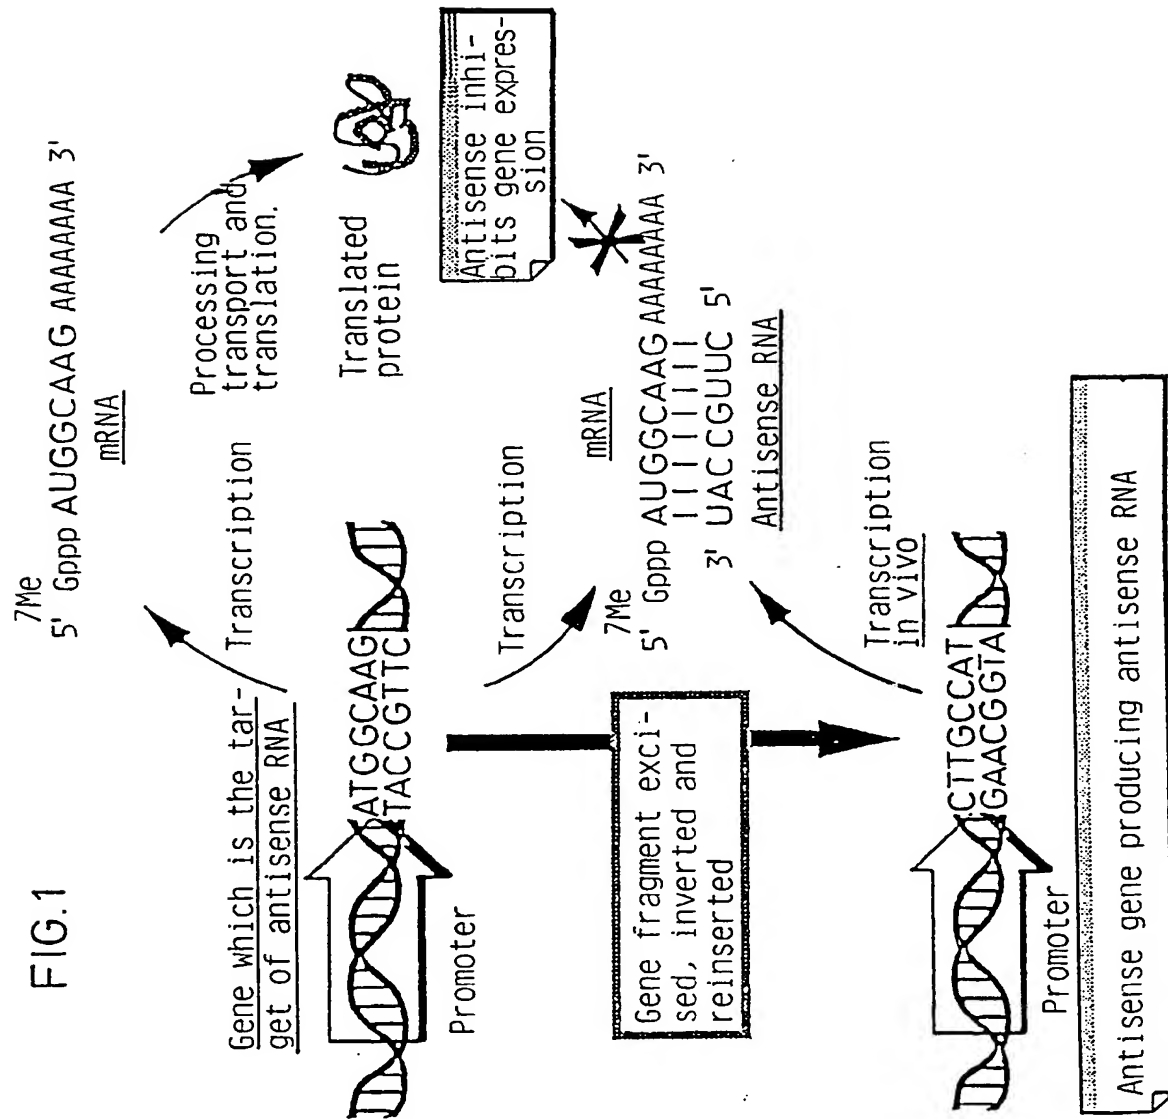 FIG.1
7Me
5' Gppp AUGGCAAG AAAAAAAA 3'
mRNA
Gene which is the tar-
get of antisense RNA
Transcription
Processing
transport and
translation.
ATGGCAAG
TACCGTTC
Promoter
Translated
protein
Antisense inhi-
bits gene expres-
sion
Transcription
Gene fragment exci-
sed, inverted and
reinserted
mRNA
7Me
5' Gppp AUGGCAAG AAAAAAAA 3'
3' UACCGUUC 5'
Antisense RNA
Transcription
in vivo
CTTGCCAT
GAACGGTA
Promoter
Antisense gene producing antisense RNA